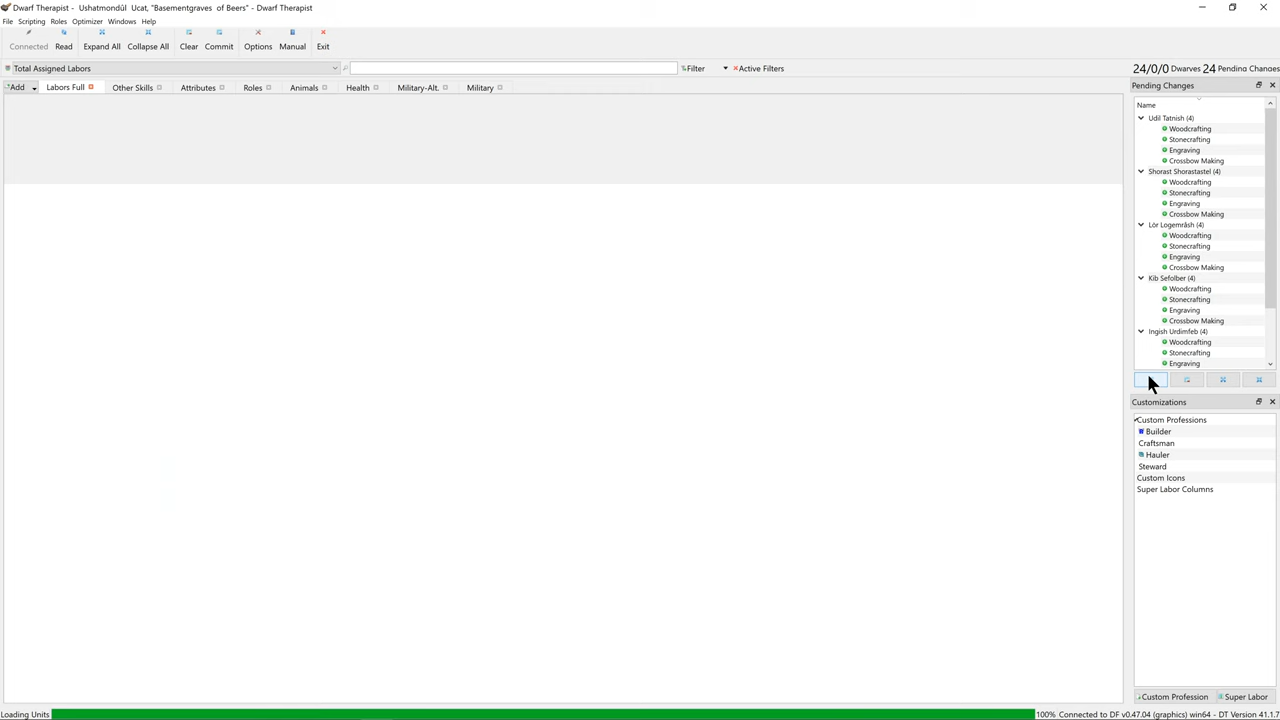 Dwarf Therapist - Ushatmondûl Ucat, "Basementgraves of Beers" - Dwarf Therapist
File Scripting Roles Optimizer Windows Help
Connected Read Expand All Collapse All Clear Commit Options Manual Exit
Total Assigned Labors Filter Active Filters 24/0/0 Dwarves 24 Pending Changes
Add Labors Full Other Skills Attributes Roles Animals Health Military-Alt. Military
Pending Changes
Name
Udil Tatnish (4)
Woodcrafting
Stonecrafting
Engraving
Crossbow Making
Shorast Shorastastel (4)
Woodcrafting
Stonecrafting
Engraving
Crossbow Making
Lór Logemråsh (4)
Woodcrafting
Stonecrafting
Engraving
Crossbow Making
Kib Sefolber (4)
Woodcrafting
Stonecrafting
Engraving
Crossbow Making
Ingish Urdimfeb (4)
Woodcrafting
Stonecrafting
Engraving
Customizations
Custom Professions
Builder
Craftsman
Hauler
Steward
Custom Icons
Super Labor Columns
Custom Profession Super Labor
Loading Units 100% Connected to DF v0.47.04 (graphics) win64 - DT Version 41.1.7